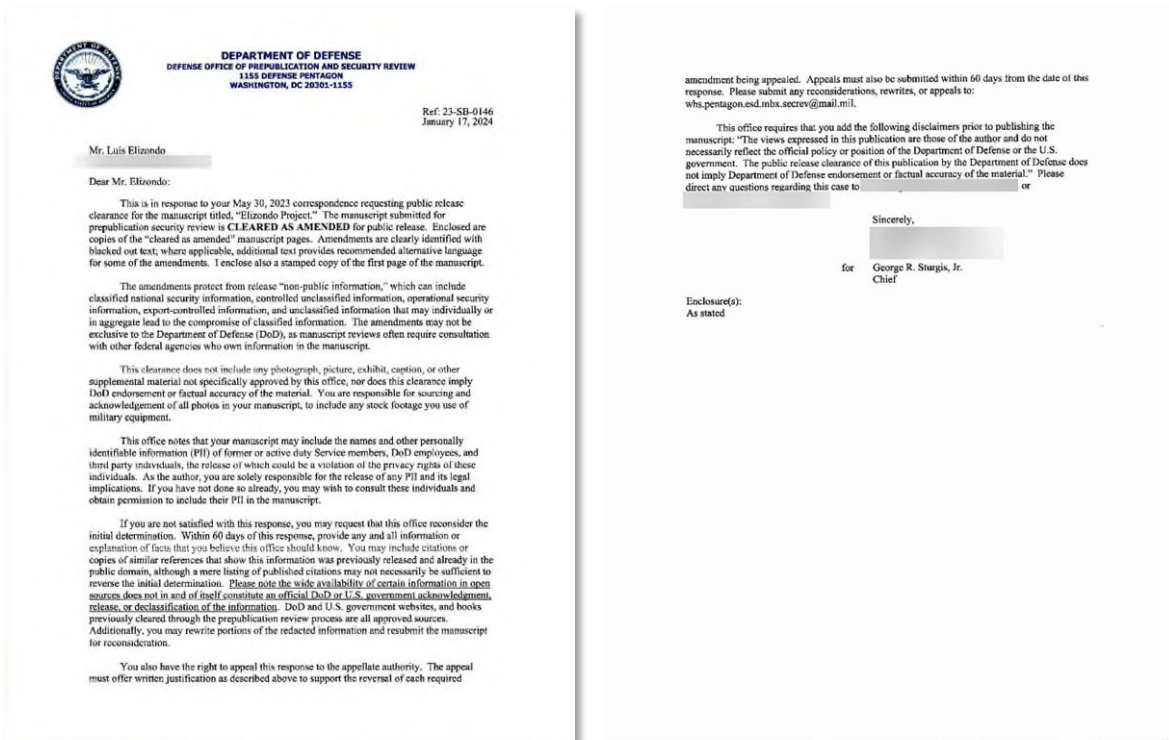 DEPARTMENT OF DEFENSE
DEFENSE OFFICE OF PREPUBLICATION AND SECURITY REVIEW
1155 DEFENSE PENTAGON
WASHINGTON, DC 20301-1155
Ref: 23-SB-0146
January 17, 2024
Mr. Luis Elizondo
Dear Mr. Elizondo:
This is in response to your May 30, 2023 correspondence requesting public release
clearance for the manuscript titled, "Elizondo Project." The manuscript submitted for
prepublication security review is CLEARED AS AMENDED for public release. Enclosed are
copies of the "cleared as amended" manuscript pages. Amendments are clearly identified with
blacked out text; where applicable, additional text provides recommended alternative language
for some of the amendments. I enclose also a stamped copy of the first page of the manuscript.
The amendments protect from release "non-public information," which can include
classified national security information, controlled unclassified information, operational security
information, export-controlled information, and unclassified information that may individually or
in aggregate lead to the compromise of classified information. The amendments may not be
exclusive to the Department of Defense (DoD), as manuscript reviews often require consultation
with other federal agencies who own information in the manuscript.
This clearance does not include any photograph, picture, exhibit, caption, or other
supplemental material not specifically approved by this office, nor does this clearance imply
DoD endorsement or factual accuracy of the material. You are responsible for sourcing and
acknowledgement of all photos in your manuscript, to include any stock footage you use of
military equipment.
This office notes that your manuscript may include the names and other personally
identifiable information (PII) of former or active duty Service members, DoD employees, and
third party individuals, the release of which could be a violation of the privacy rights of these
individuals. As the author, you are solely responsible for the release of any PII and its legal
implications. If you have not done so already, you may wish to consult these individuals and
obtain permission to include their PII in the manuscript.
If you are not satisfied with this response, you may request that this office reconsider the
initial determination. Within 60 days of this response, provide any and all information or
explanation of facts that you believe this office should know. You may include citations or
copies of similar references that show this information was previously released and already in the
public domain, although a mere listing of published citations may not necessarily be sufficient to
reverse the initial determination. Please note the wide availability of certain information in open
sources does not in and of itself constitute an official DoD or U.S. government acknowledgment,
release, or declassification of the information. DoD and U.S. government websites, and books
previously cleared through the prepublication review process are all approved sources.
Additionally, you may rewrite portions of the redacted information and resubmit the manuscript
for reconsideration.
You also have the right to appeal this response to the appellate authority. The appeal
must offer written justification as described above to support the reversal of each required
amendment being appealed. Appeals must also be submitted within 60 days from the date of this
response. Please submit any reconsiderations, rewrites, or appeals to:
whs.pentagon.esd.mbx.secrev@mail.mil.
This office requires that you add the following disclaimers prior to publishing the
manuscript: "The views expressed in this publication are those of the author and do not
necessarily reflect the official policy or position of the Department of Defense or the U.S.
government. The public release clearance of this publication by the Department of Defense does
not imply Department of Defense endorsement or factual accuracy of the material." Please
direct any questions regarding this case to or
Sincerely,
for George R. Sturgis, Jr.
Chief
Enclosure(s):
As stated